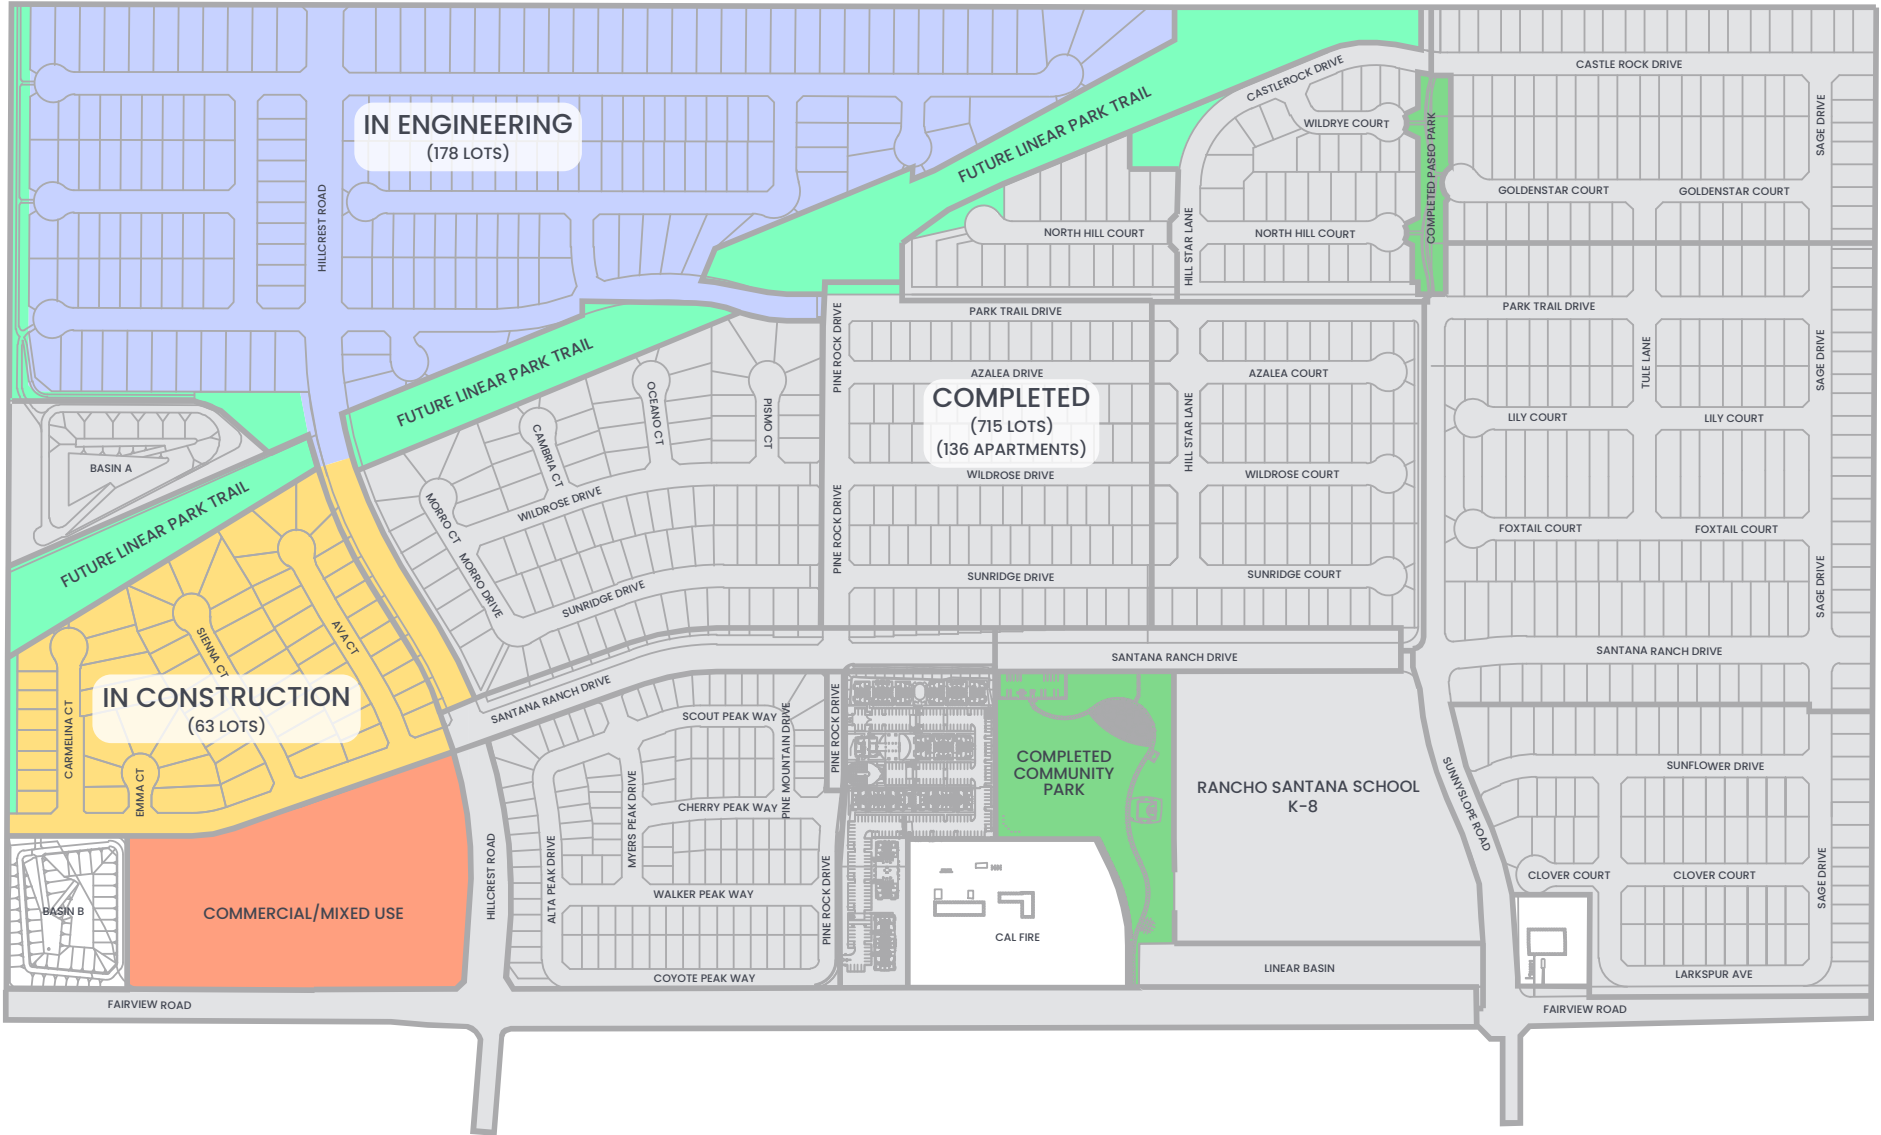 CASTLE ROCK DRIVE
CASTLEROCK DRIVE
FUTURE LINEAR PARK TRAIL
IN ENGINEERING
(178 LOTS)
WILDRYE COURT
SAGE DRIVE
COMPLETED PASEO PARK
GOLDENSTAR COURT
GOLDENSTAR COURT
HILLCREST ROAD
NORTH HILL COURT
HILL STAR LANE
NORTH HILL COURT
PARK TRAIL DRIVE
PARK TRAIL DRIVE
PINE ROCK DRIVE
FUTURE LINEAR PARK TRAIL
AZALEA DRIVE
AZALEA COURT
TULE LANE
SAGE DRIVE
COMPLETED
(715 LOTS)
(136 APARTMENTS)
OCEANO CT
PISMO CT
LILY COURT
LILY COURT
HILL STAR LANE
CAMBRIA CT
BASIN A
WILDROSE DRIVE
WILDROSE COURT
WILDROSE DRIVE
MORRO CT
PINE ROCK DRIVE
FOXTAIL COURT
FOXTAIL COURT
FUTURE LINEAR PARK TRAIL
MORRO DRIVE
SUNRIDGE DRIVE
SUNRIDGE DRIVE
SUNRIDGE COURT
SAGE DRIVE
AVA CT
SIENNA CT
SANTANA RANCH DRIVE
SANTANA RANCH DRIVE
IN CONSTRUCTION
(63 LOTS)
CARMELINA CT
EMMA CT
SANTANA RANCH DRIVE
SCOUT PEAK WAY
PINE MOUNTAIN DRIVE
PINE ROCK DRIVE
COMPLETED
COMMUNITY
PARK
RANCHO SANTANA SCHOOL
K-8
SUNNYSLOPE ROAD
SUNFLOWER DRIVE
MYERS PEAK DRIVE
CHERRY PEAK WAY
HILLCREST ROAD
ALTA PEAK DRIVE
WALKER PEAK WAY
PINE ROCK DRIVE
CLOVER COURT
CLOVER COURT
SAGE DRIVE
BASIN B
COMMERCIAL/MIXED USE
CAL FIRE
LINEAR BASIN
COYOTE PEAK WAY
LARKSPUR AVE
FAIRVIEW ROAD
FAIRVIEW ROAD